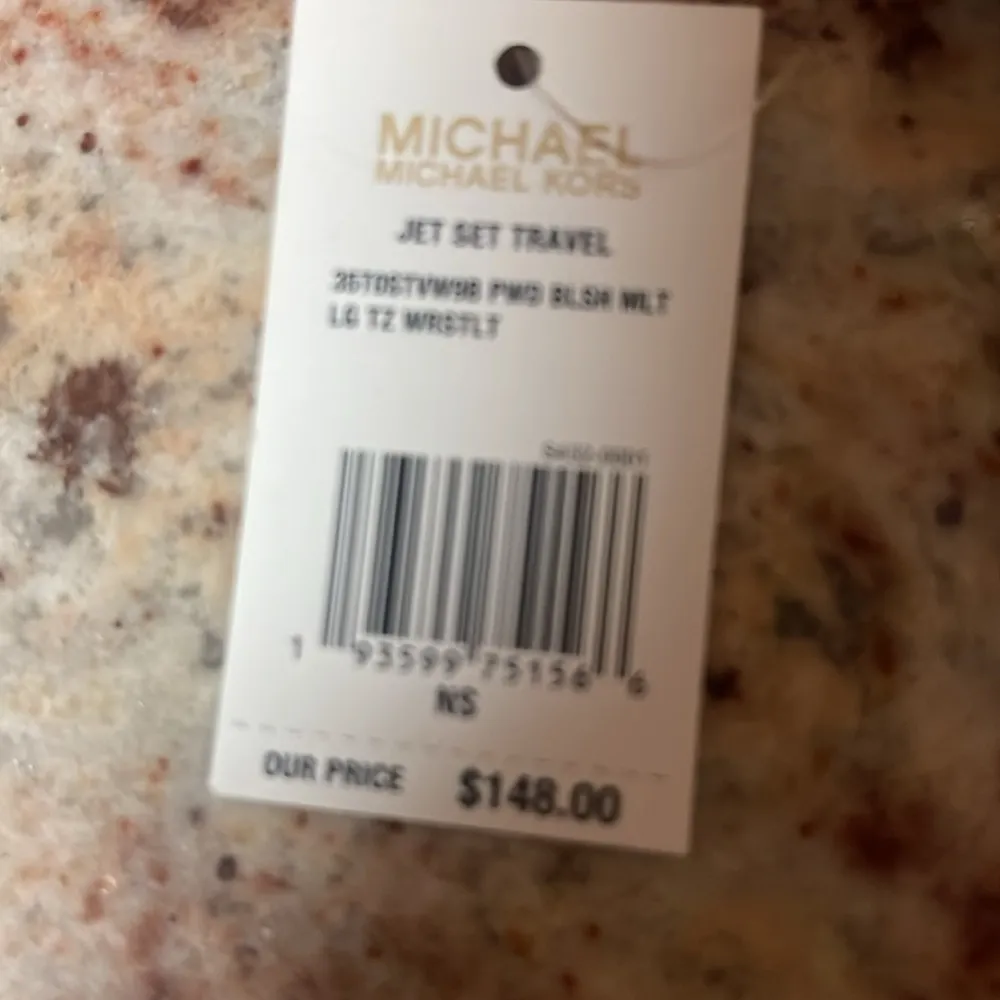 MICHAEL
MICHAEL KORS
JET SET TRAVEL
PWD BLSH WLT
LG TZ WRSTLT
1 93599 75156 6
NS
OUR PRICE $148.00